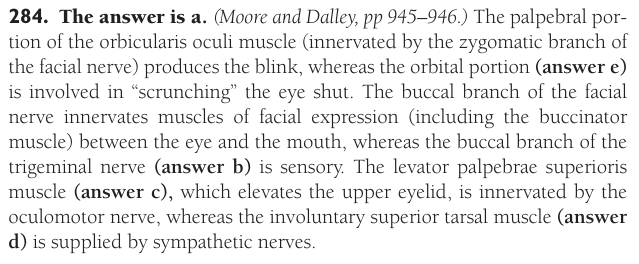 284. The answer is a. (Moore and Dalley, pp 945–946.) The palpebral por-
tion of the orbicularis oculi muscle (innervated by the zygomatic branch of
the facial nerve) produces the blink, whereas the orbital portion (answer e)
is involved in “scrunching” the eye shut. The buccal branch of the facial
nerve innervates muscles of facial expression (including the buccinator
muscle) between the eye and the mouth, whereas the buccal branch of the
trigeminal nerve (answer b) is sensory. The levator palpebrae superioris
muscle (answer c), which elevates the upper eyelid, is innervated by the
oculomotor nerve, whereas the involuntary superior tarsal muscle (answer
d) is supplied by sympathetic nerves.